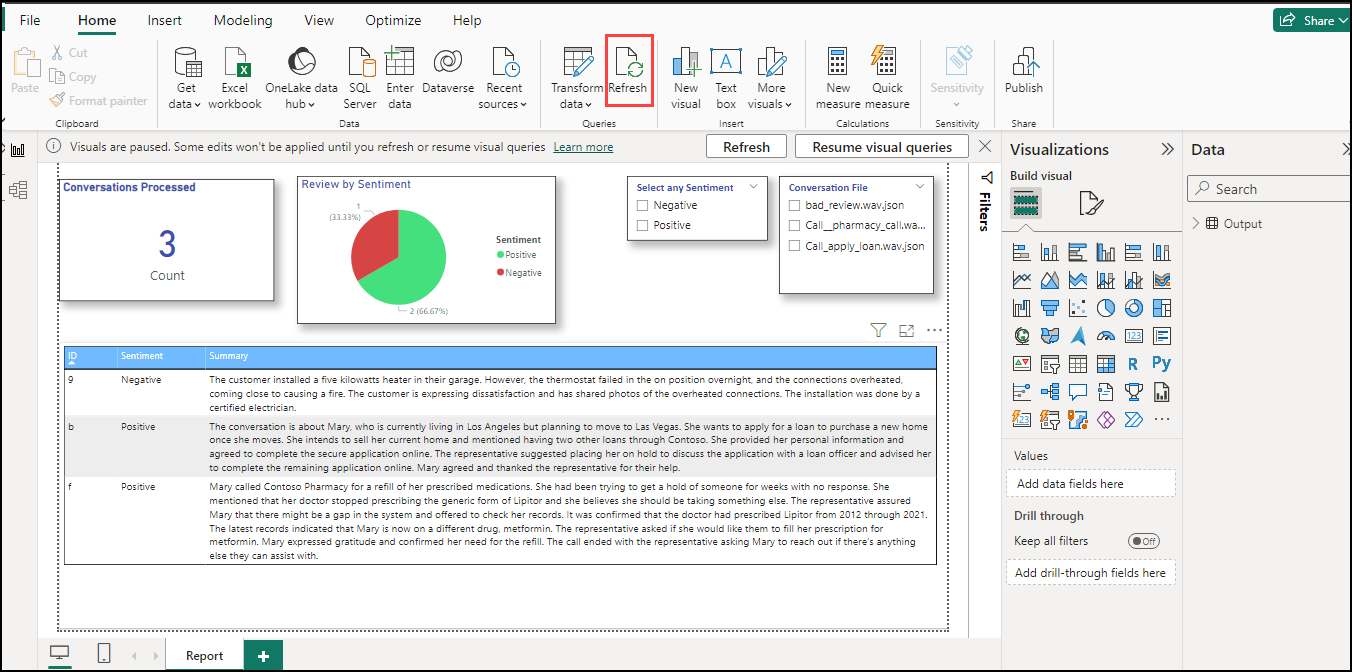 File Home Insert Modeling View Optimize Help
Share
Paste
Cut
Copy
Format painter
Clipboard
Get data
Excel workbook
OneLake data hub
SQL Server
Enter data
Dataverse
Recent sources
Data
Transform data
Refresh
Queries
New visual
Text box
More visuals
Insert
New measure
Quick measure
Calculations
Sensitivity
Sensitivity
Publish
Share
Visuals are paused. Some edits won't be applied until you refresh or resume visual queries Learn more
Refresh
Resume visual queries
Conversations Processed
3
Count
Review by Sentiment
1
(33.33%)
2 (66.67%)
Sentiment
Positive
Negative
Select any Sentiment
Negative
Positive
Conversation File
bad_review.wav.json
Call__pharmacy_call.wa...
Call_apply_loan.wav.json
Filters
ID Sentiment Summary
9 Negative The customer installed a five kilowatts heater in their garage. However, the thermostat failed in the on position overnight, and the connections overheated,
coming close to causing a fire. The customer is expressing dissatisfaction and has shared photos of the overheated connections. The installation was done by a
certified electrician.
b Positive The conversation is about Mary, who is currently living in Los Angeles but planning to move to Las Vegas. She wants to apply for a loan to purchase a new home
once she moves. She intends to sell her current home and mentioned having two other loans through Contoso. She provided her personal information and
agreed to complete the secure application online. The representative suggested placing her on hold to discuss the application with a loan officer and advised her
to complete the remaining application online. Mary agreed and thanked the representative for their help.
f Positive Mary called Contoso Pharmacy for a refill of her prescribed medications. She had been trying to get a hold of someone for weeks with no response. She
mentioned that her doctor stopped prescribing the generic form of Lipitor and she believes she should be taking something else. The representative assured
Mary that there might be a gap in the system and offered to check her records. It was confirmed that the doctor had prescribed Lipitor from 2012 through 2021.
The latest records indicated that Mary is now on a different drug, metformin. The representative asked if she would like them to fill her prescription for
metformin. Mary expressed gratitude and confirmed her need for the refill. The call ended with the representative asking Mary to reach out if there's anything
else they can assist with.
Visualizations
Build visual
123
R
Py
123
Values
Add data fields here
Drill through
Keep all filters
Off
Add drill-through fields here
Data
Search
Output
Report